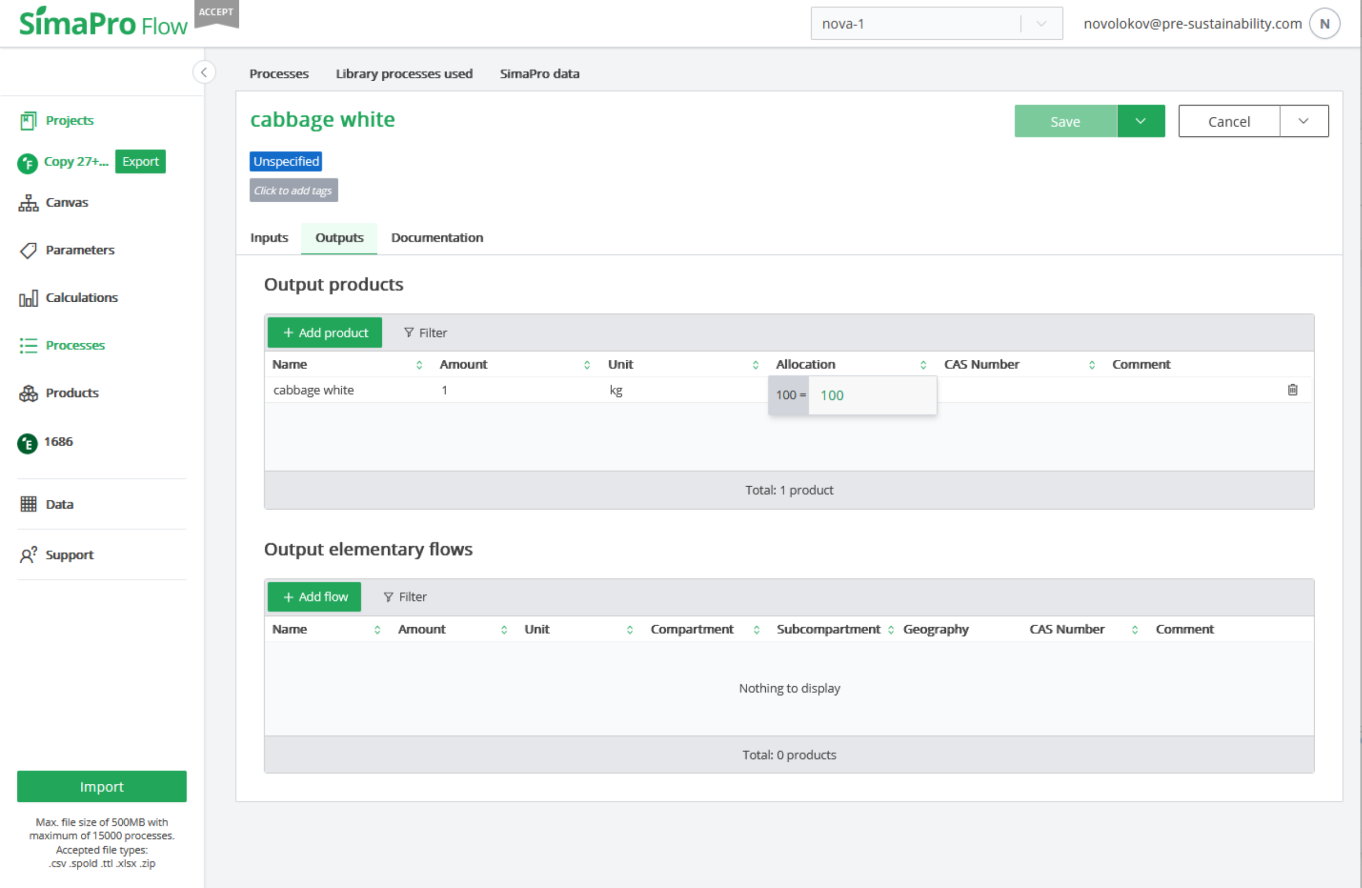 SimaPro Flow
ACCEPT
nova-1
novolokov@pre-sustainability.com
N
Processes
Library processes used
SimaPro data
Projects
Copy 27+...
Export
Canvas
Parameters
Calculations
Processes
Products
1686
Data
Support
Import
Max. file size of 500MB with
maximum of 15000 processes.
Accepted file types:
.csv .spold .ttl .xlsx .zip
cabbage white
Save
Cancel
Unspecified
Click to add tags
Inputs
Outputs
Documentation
Output products
+ Add product
Filter
Name Amount Unit Allocation CAS Number Comment
cabbage white 1 kg 100 = 100
Total: 1 product
Output elementary flows
+ Add flow
Filter
Name Amount Unit Compartment Subcompartment Geography CAS Number Comment
Nothing to display
Total: 0 products